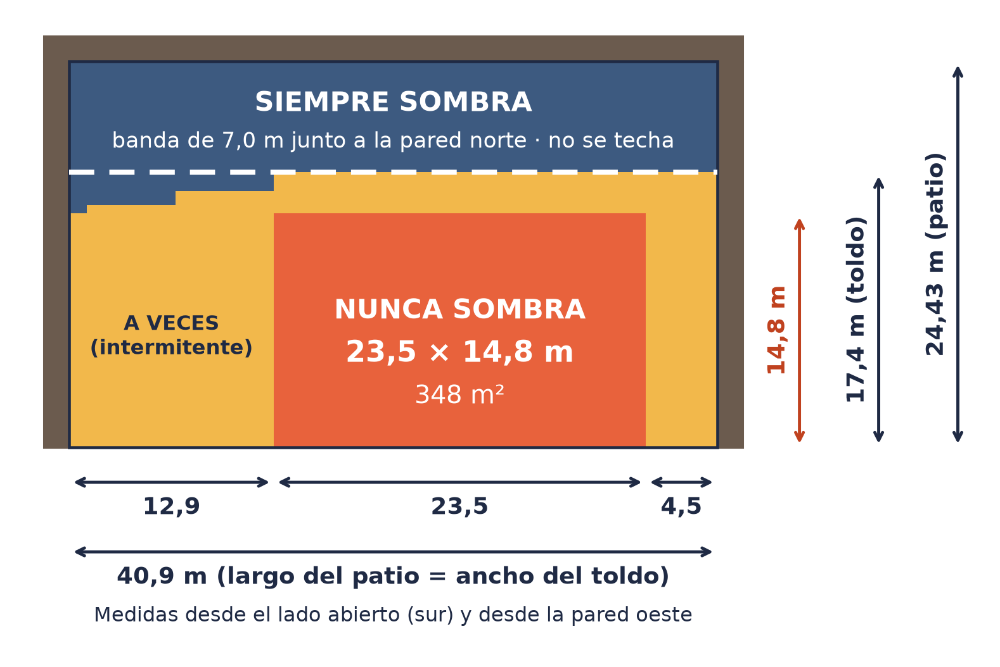 SIEMPRE SOMBRA
banda de 7,0 m junto a la pared norte · no se techa
A VECES
(intermitente)
NUNCA SOMBRA
23,5 × 14,8 m
348 m²
14,8 m
17,4 m (toldo)
24,43 m (patio)
12,9
23,5
4,5
40,9 m (largo del patio = ancho del toldo)
Medidas desde el lado abierto (sur) y desde la pared oeste